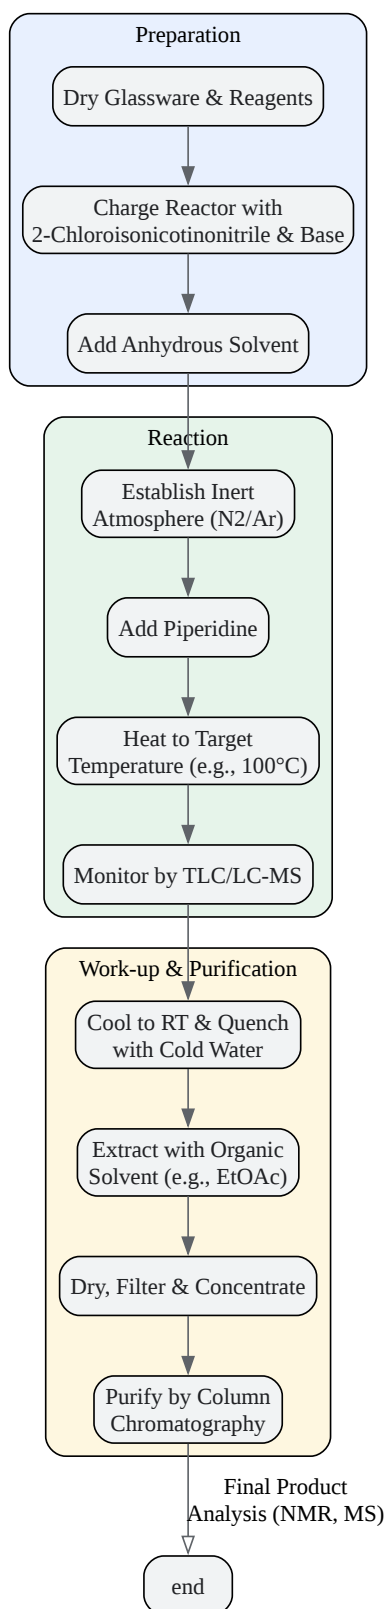 Preparation
Dry Glassware & Reagents
Charge Reactor with
2-Chloroisonicotinonitrile & Base
Add Anhydrous Solvent
Reaction
Establish Inert
Atmosphere (N2/Ar)
Add Piperidine
Heat to Target
Temperature (e.g., 100°C)
Monitor by TLC/LC-MS
Work-up & Purification
Cool to RT & Quench
with Cold Water
Extract with Organic
Solvent (e.g., EtOAc)
Dry, Filter & Concentrate
Purify by Column
Chromatography
Final Product
Analysis (NMR, MS)
end